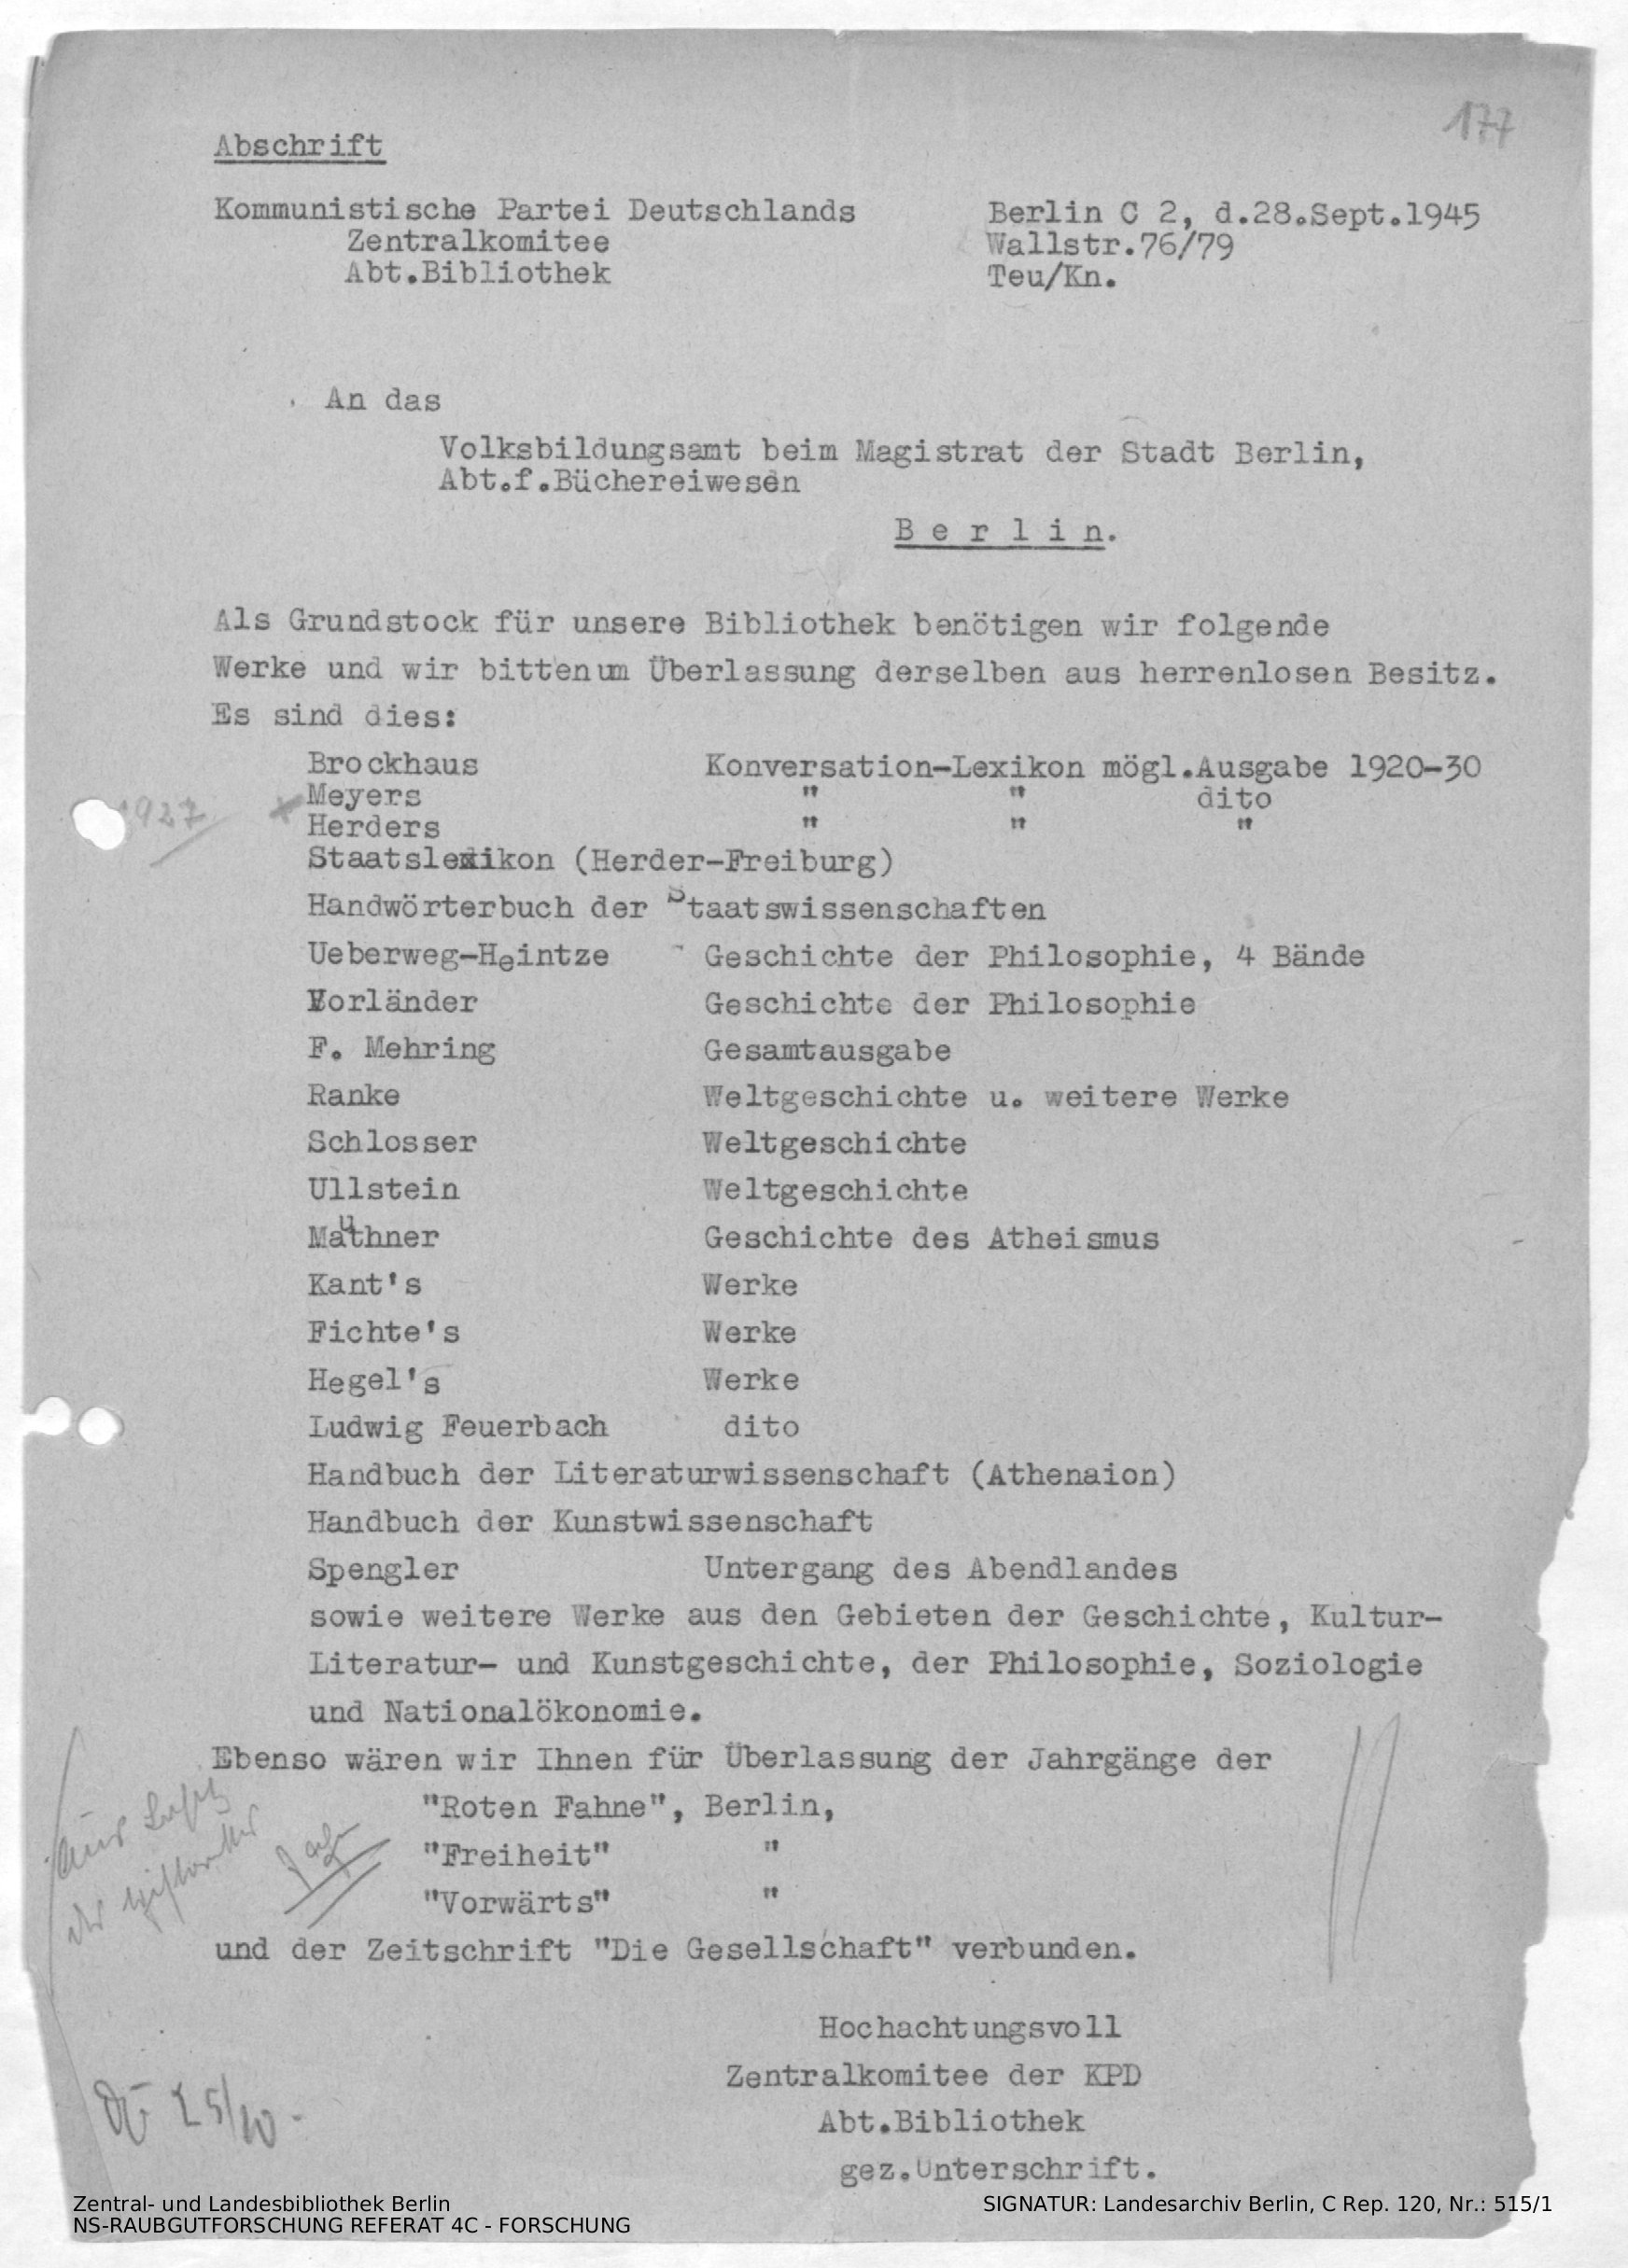 177
Abschrift
Kommunistische Partei Deutschlands Berlin C 2, d.28.Sept.1945
Zentralkomitee Wallstr.76/79
Abt.Bibliothek Teu/Kn.
An das
Volksbildungsamt beim Magistrat der Stadt Berlin,
Abt.f.Büchereiwesen
B e r l i n.
Als Grundstock für unsere Bibliothek benötigen wir folgende
Werke und wir bitten um Überlassung derselben aus herrenlosen Besitz.
Es sind dies:
Brockhaus Konversation-Lexikon mögl.Ausgabe 1920-30
1927 x Meyers " " dito
Herders " " "
Staatslexikon (Herder-Freiburg)
Handwörterbuch der Staatswissenschaften
Ueberweg-Heintze Geschichte der Philosophie, 4 Bände
Vorländer Geschichte der Philosophie
F. Mehring Gesamtausgabe
Ranke Weltgeschichte u. weitere Werke
Schlosser Weltgeschichte
Ullstein Weltgeschichte
Mauthner Geschichte des Atheismus
Kant's Werke
Fichte's Werke
Hegel's Werke
Ludwig Feuerbach dito
Handbuch der Literaturwissenschaft (Athenaion)
Handbuch der Kunstwissenschaft
Spengler Untergang des Abendlandes
sowie weitere Werke aus den Gebieten der Geschichte, Kultur-
Literatur- und Kunstgeschichte, der Philosophie, Soziologie
und Nationalökonomie.
Ebenso wären wir Ihnen für Überlassung der Jahrgänge der
"Roten Fahne", Berlin,
"Freiheit" "
"Vorwärts" "
und der Zeitschrift "Die Gesellschaft" verbunden.
Hochachtungsvoll
Zentralkomitee der KPD
Abt.Bibliothek
gez.Unterschrift.
25/10.
Zentral- und Landesbibliothek Berlin SIGNATUR: Landesarchiv Berlin, C Rep. 120, Nr.: 515/1
NS-RAUBGUTFORSCHUNG REFERAT 4C - FORSCHUNG